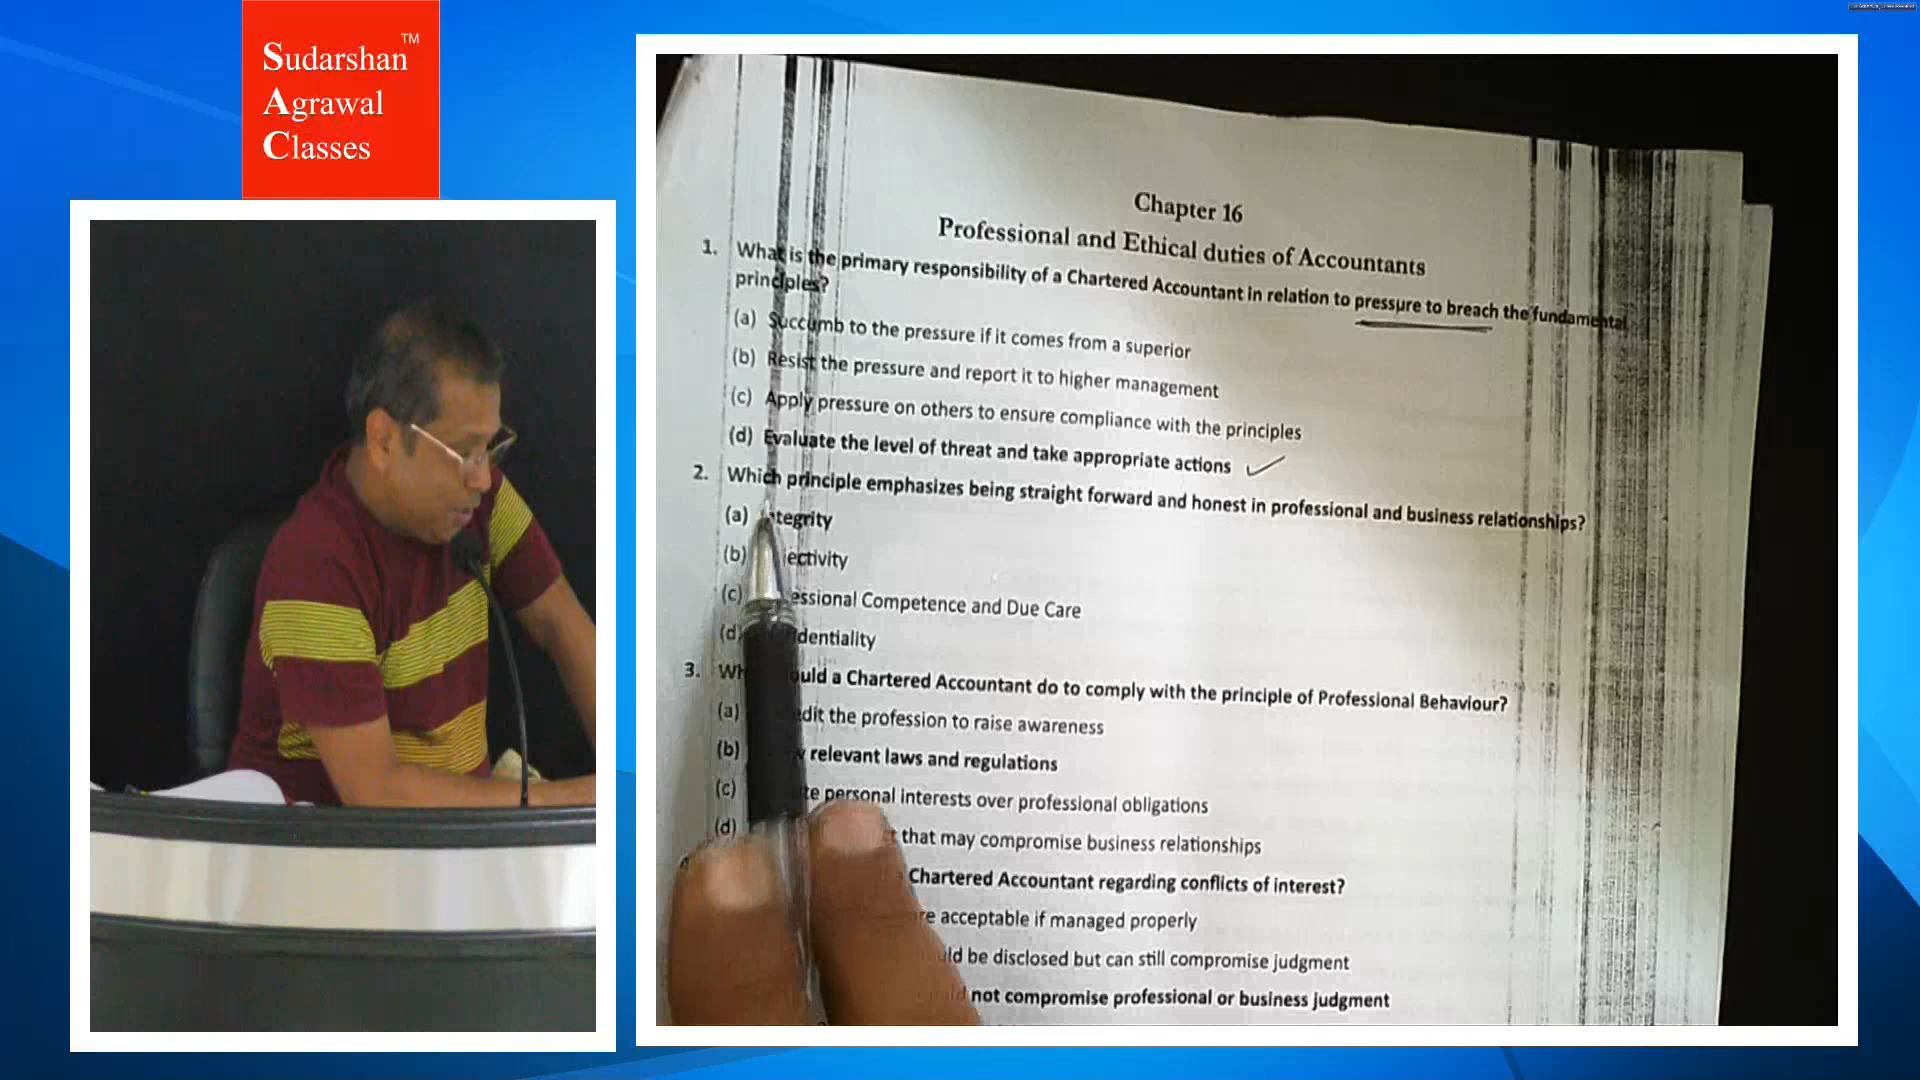 Sudarshan™
Agrawal
Classes
Chapter 16
Professional and Ethical duties of Accountants
1. What is the primary responsibility of a Chartered Accountant in relation to pressure to breach the fundamental
principles?
(a) Succumb to the pressure if it comes from a superior
(b) Resist the pressure and report it to higher management
(c) Apply pressure on others to ensure compliance with the principles
(d) Evaluate the level of threat and take appropriate actions
2. Which principle emphasizes being straight forward and honest in professional and business relationships?
(a) tegrity
(b) jectivity
(c) essional Competence and Due Care
(d) dentiality
3. Wh uld a Chartered Accountant do to comply with the principle of Professional Behaviour?
(a) edit the profession to raise awareness
(b) relevant laws and regulations
(c) te personal interests over professional obligations
(d) that may compromise business relationships
Chartered Accountant regarding conflicts of interest?
re acceptable if managed properly
uld be disclosed but can still compromise judgment
not compromise professional or business judgment